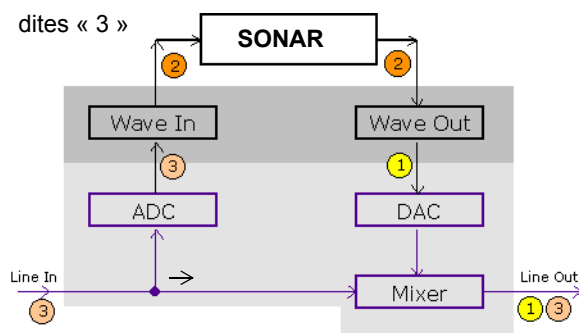 dites « 3 »
SONAR
2
2
Wave In
Wave Out
3
1
ADC
DAC
Line In
Line Out
Mixer
3
1 3